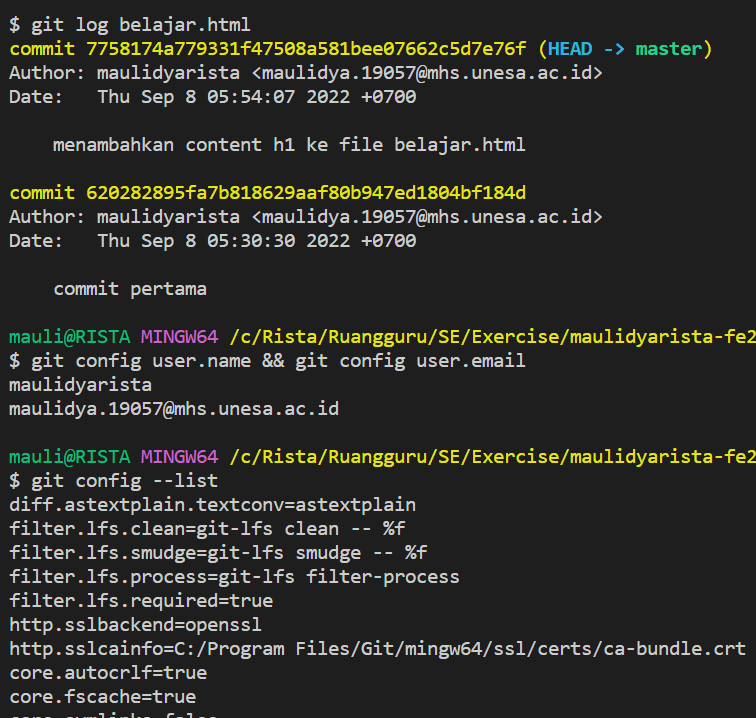 $ git log belajar.html
commit 7758174a779331f47508a581bee07662c5d7e76f (HEAD -> master)
Author: maulidyarista <maulidya.19057@mhs.unesa.ac.id>
Date:   Thu Sep 8 05:54:07 2022 +0700
    menambahkan content h1 ke file belajar.html
commit 620282895fa7b818629aaf80b947ed1804bf184d
Author: maulidyarista <maulidya.19057@mhs.unesa.ac.id>
Date:   Thu Sep 8 05:30:30 2022 +0700
    commit pertama
mauli@RISTA MINGW64 /c/Rista/Ruangguru/SE/Exercise/maulidyarista-fe2
$ git config user.name && git config user.email
maulidyarista
maulidya.19057@mhs.unesa.ac.id
mauli@RISTA MINGW64 /c/Rista/Ruangguru/SE/Exercise/maulidyarista-fe2
$ git config --list
diff.astextplain.textconv=astextplain
filter.lfs.clean=git-lfs clean -- %f
filter.lfs.smudge=git-lfs smudge -- %f
filter.lfs.process=git-lfs filter-process
filter.lfs.required=true
http.sslbackend=openssl
http.sslcainfo=C:/Program Files/Git/mingw64/ssl/certs/ca-bundle.crt
core.autocrlf=true
core.fscache=true